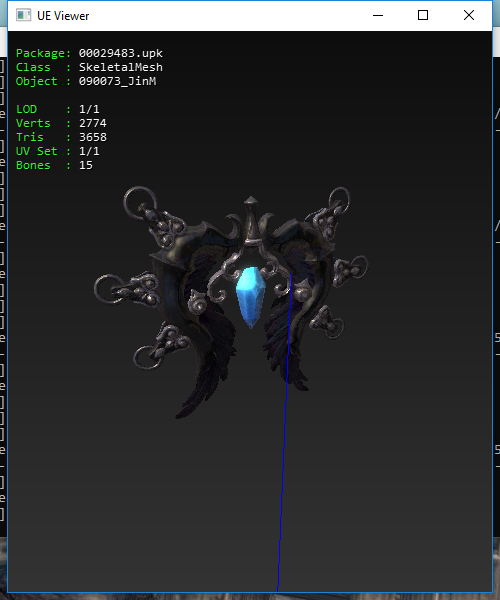 UE Viewer
Package: 00029483.upk
Class  : SkeletalMesh
Object : 090073_JinM
LOD    : 1/1
Verts  : 2774
Tris   : 3658
UV Set : 1/1
Bones  : 15